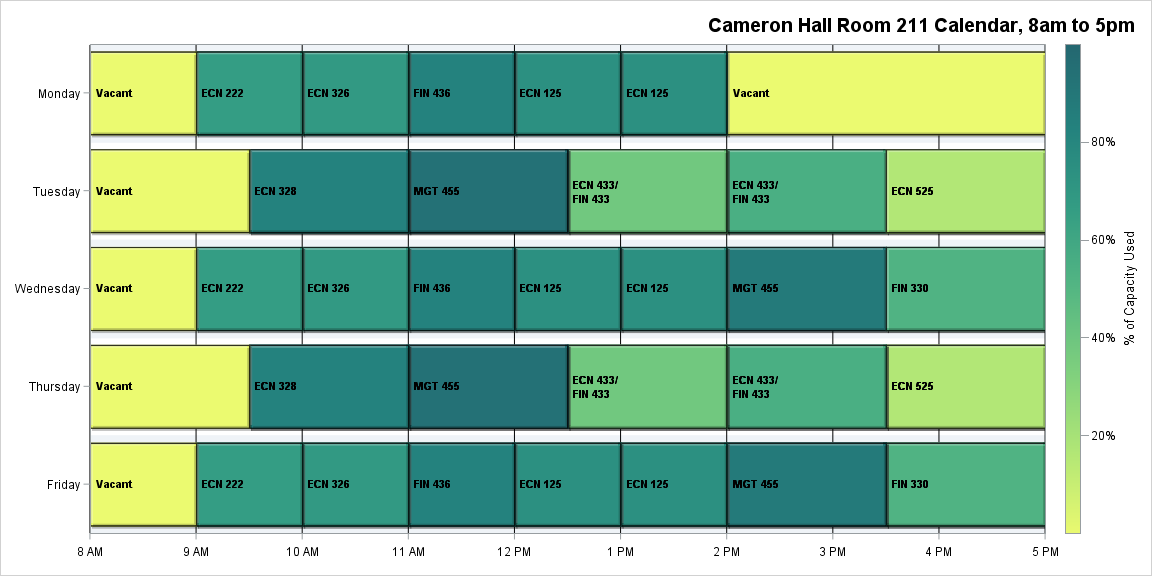 Cameron Hall Room 211 Calendar, 8am to 5pm
Monday
Vacant
ECN 222
ECN 326
FIN 436
ECN 125
ECN 125
Vacant
Tuesday
Vacant
ECN 328
MGT 455
ECN 433/
FIN 433
ECN 433/
FIN 433
ECN 525
Wednesday
Vacant
ECN 222
ECN 326
FIN 436
ECN 125
ECN 125
MGT 455
FIN 330
Thursday
Vacant
ECN 328
MGT 455
ECN 433/
FIN 433
ECN 433/
FIN 433
ECN 525
Friday
Vacant
ECN 222
ECN 326
FIN 436
ECN 125
ECN 125
MGT 455
FIN 330
8 AM
9 AM
10 AM
11 AM
12 PM
1 PM
2 PM
3 PM
4 PM
5 PM
80%
60%
40%
20%
% of Capacity Used